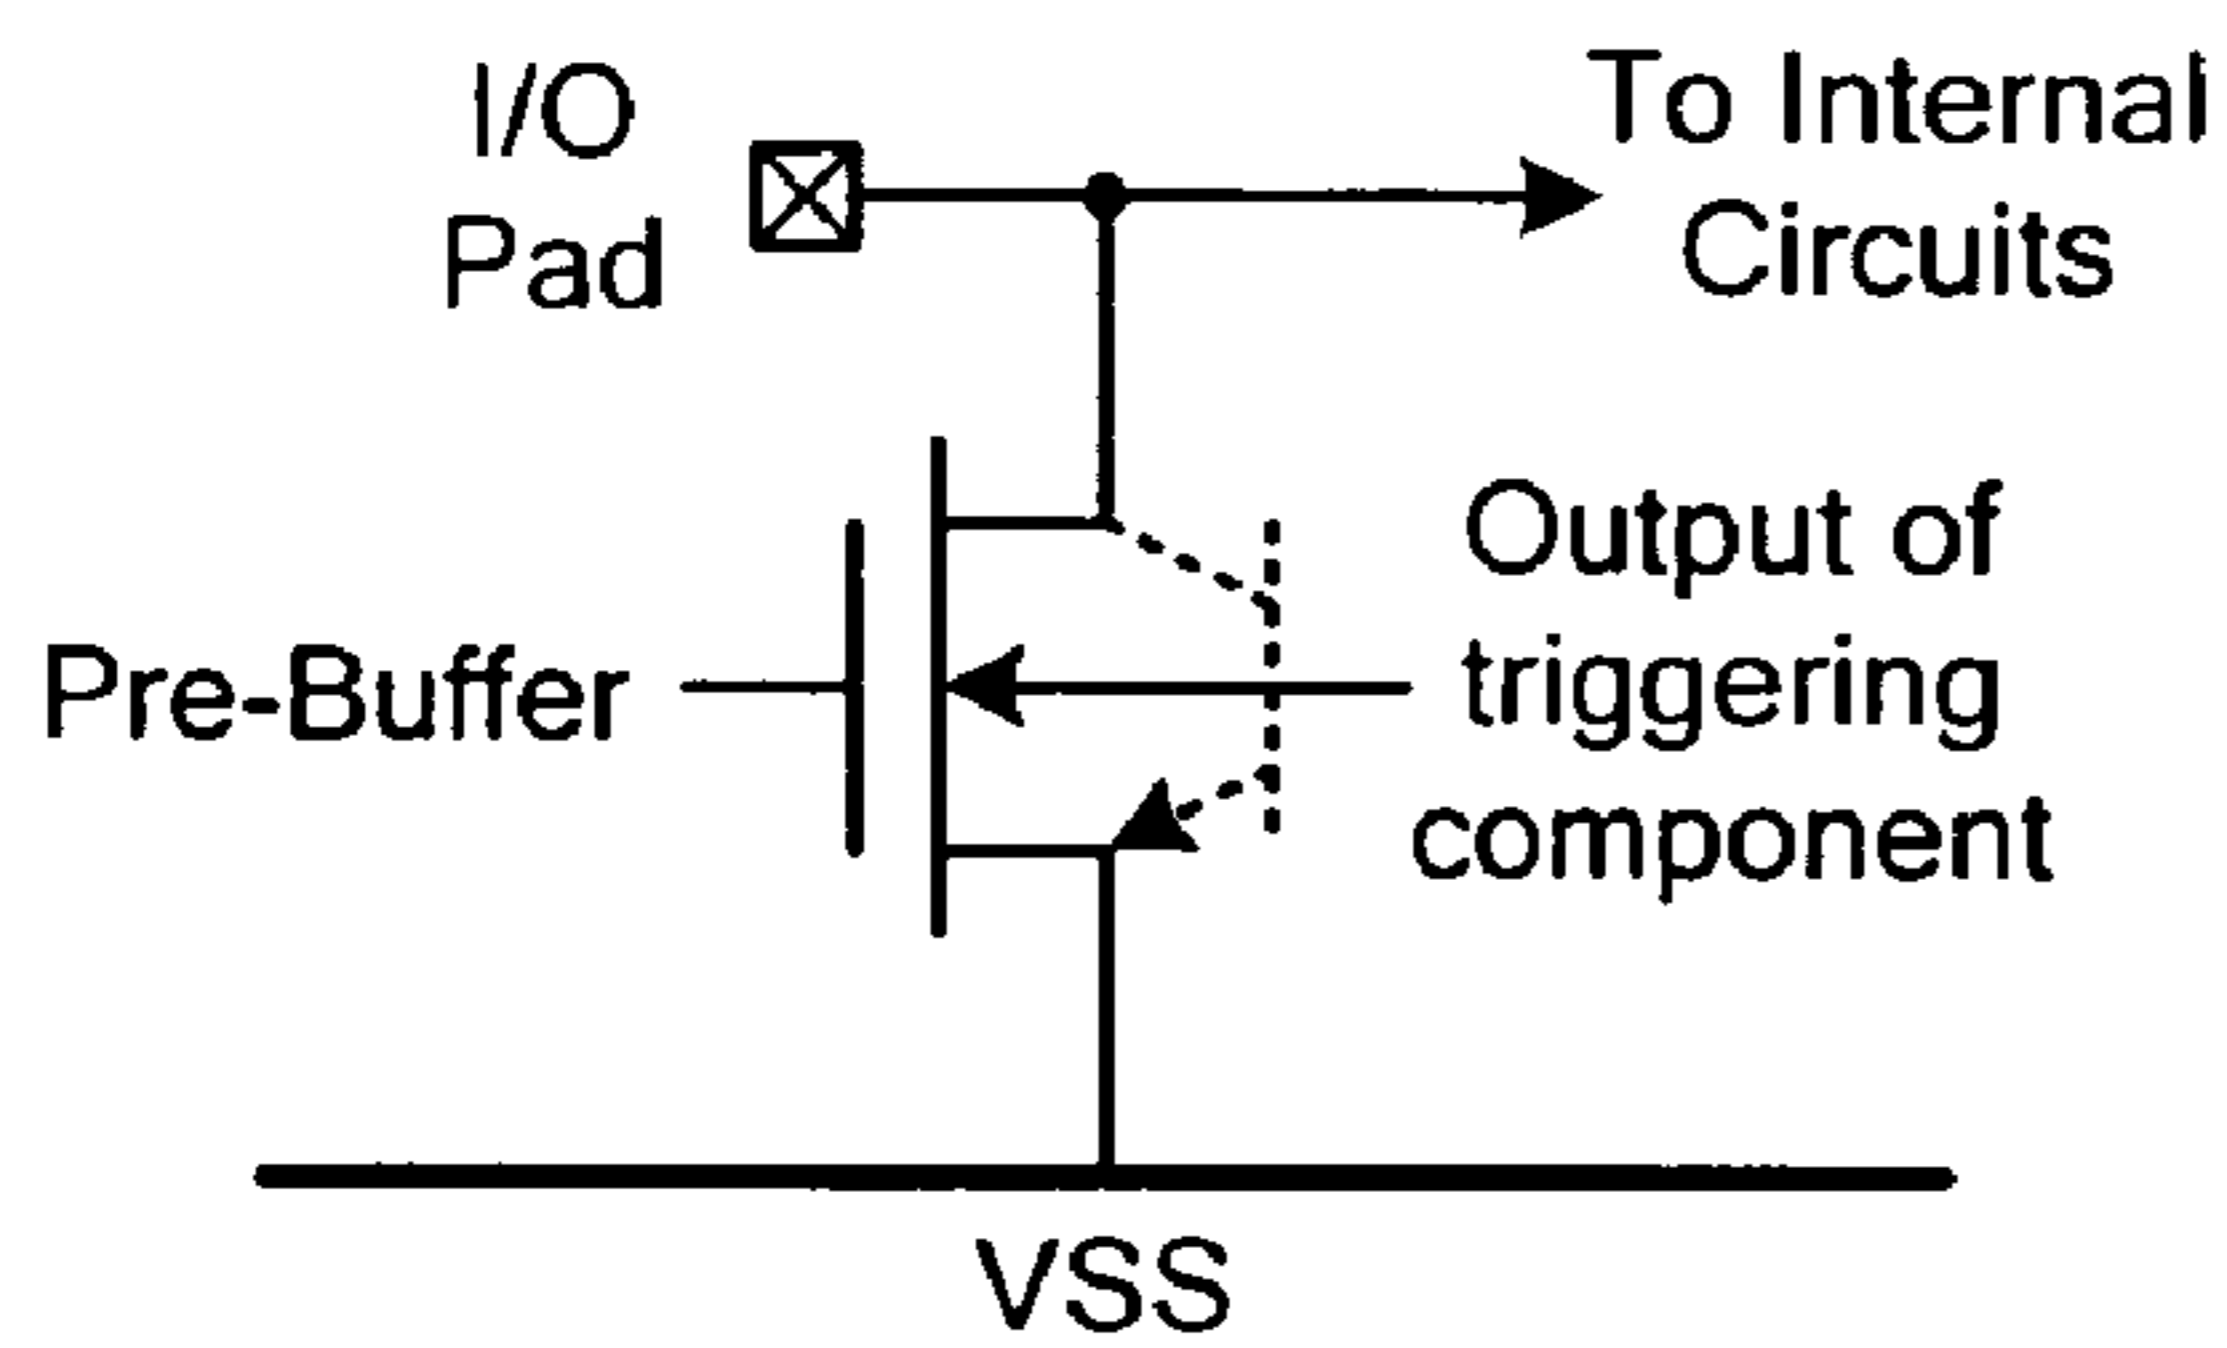 I/O
Pad
To Internal
Circuits
Pre-Buffer
Output of
triggering
component
VSS